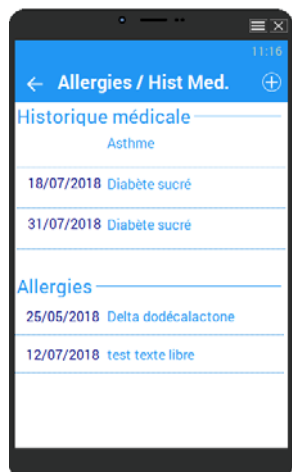 11:16
Allergies / Hist Med.
Historique médicale
Asthme
18/07/2018 Diabète sucré
31/07/2018 Diabète sucré
Allergies
25/05/2018 Delta dodécalactone
12/07/2018 test texte libre